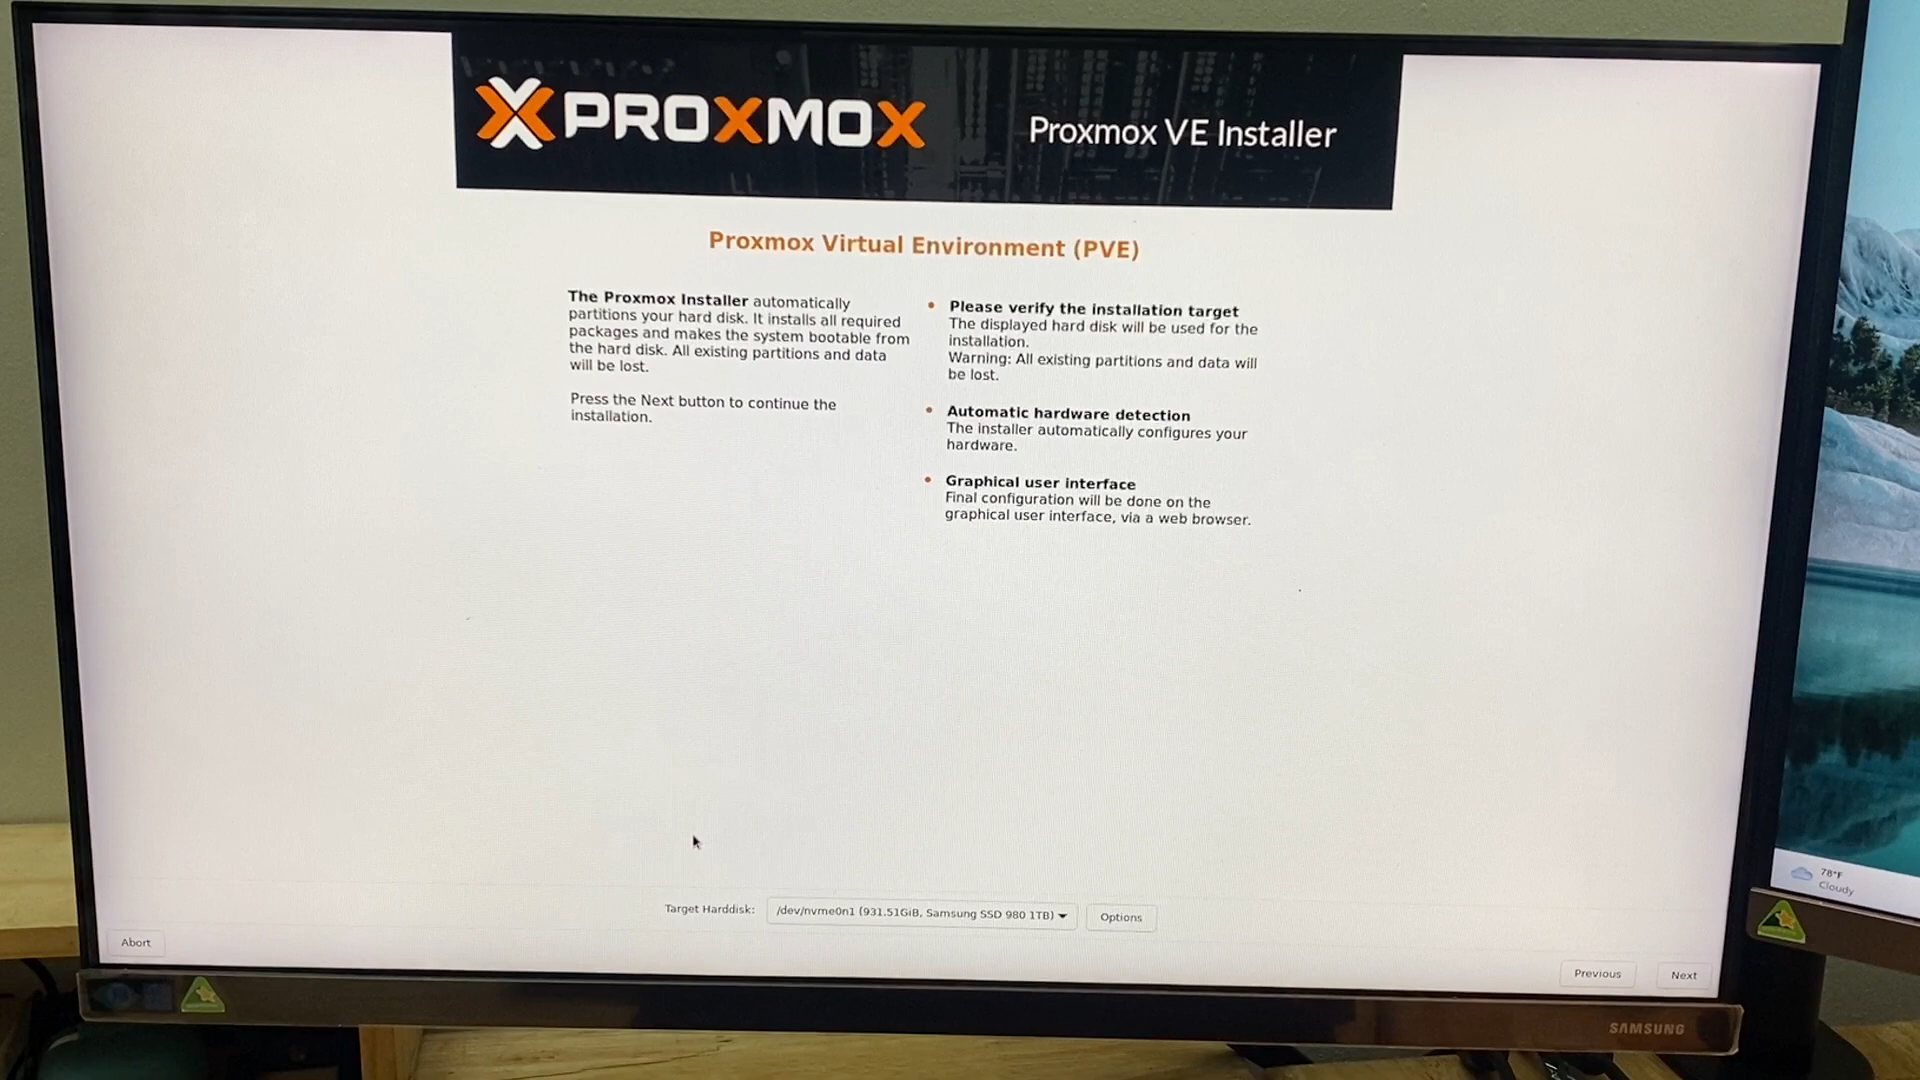 XPROXMOX
Proxmox VE Installer
Proxmox Virtual Environment (PVE)
The Proxmox Installer automatically
partitions your hard disk. It installs all required
packages and makes the system bootable from
the hard disk. All existing partitions and data
will be lost.
Press the Next button to continue the
installation.
Please verify the installation target
The displayed hard disk will be used for the
installation.
Warning: All existing partitions and data will
be lost.
Automatic hardware detection
The installer automatically configures your
hardware.
Graphical user interface
Final configuration will be done on the
graphical user interface, via a web browser.
Target Harddisk:
/dev/nvme0n1 (931.51GiB, Samsung SSD 980 1TB)
Options
Abort
Previous
Next
SAMSUNG
78°F
Cloudy